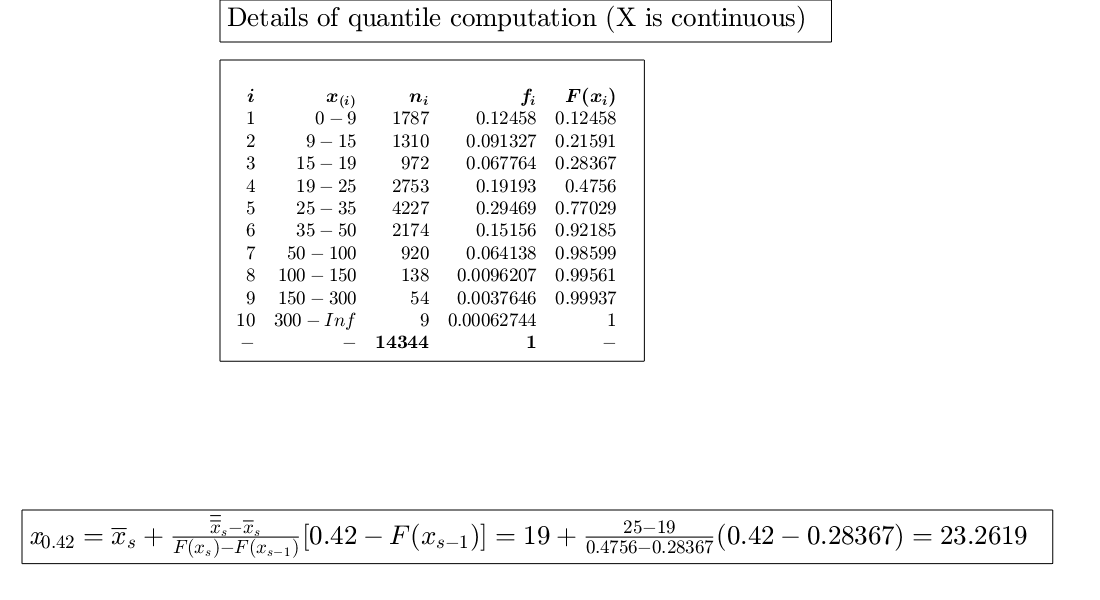 Details of quantile computation (X is continuous)
i x₍ᵢ₎ nᵢ fᵢ F(xᵢ)
1 0 − 9 1787 0.12458 0.12458
2 9 − 15 1310 0.091327 0.21591
3 15 − 19 972 0.067764 0.28367
4 19 − 25 2753 0.19193 0.4756
5 25 − 35 4227 0.29469 0.77029
6 35 − 50 2174 0.15156 0.92185
7 50 − 100 920 0.064138 0.98599
8 100 − 150 138 0.0096207 0.99561
9 150 − 300 54 0.0037646 0.99937
10 300 − Inf 9 0.00062744 1
− − 14344 1 −
$x_{0.42} = \overline{x}_s + \frac{\overline{\overline{\overline{x}}}_s - \overline{x}_s}{F(x_s) - F(x_{s-1})}[0.42 - F(x_{s-1})] = 19 + \frac{25-19}{0.4756-0.28367}(0.42 - 0.28367) = 23.2619$